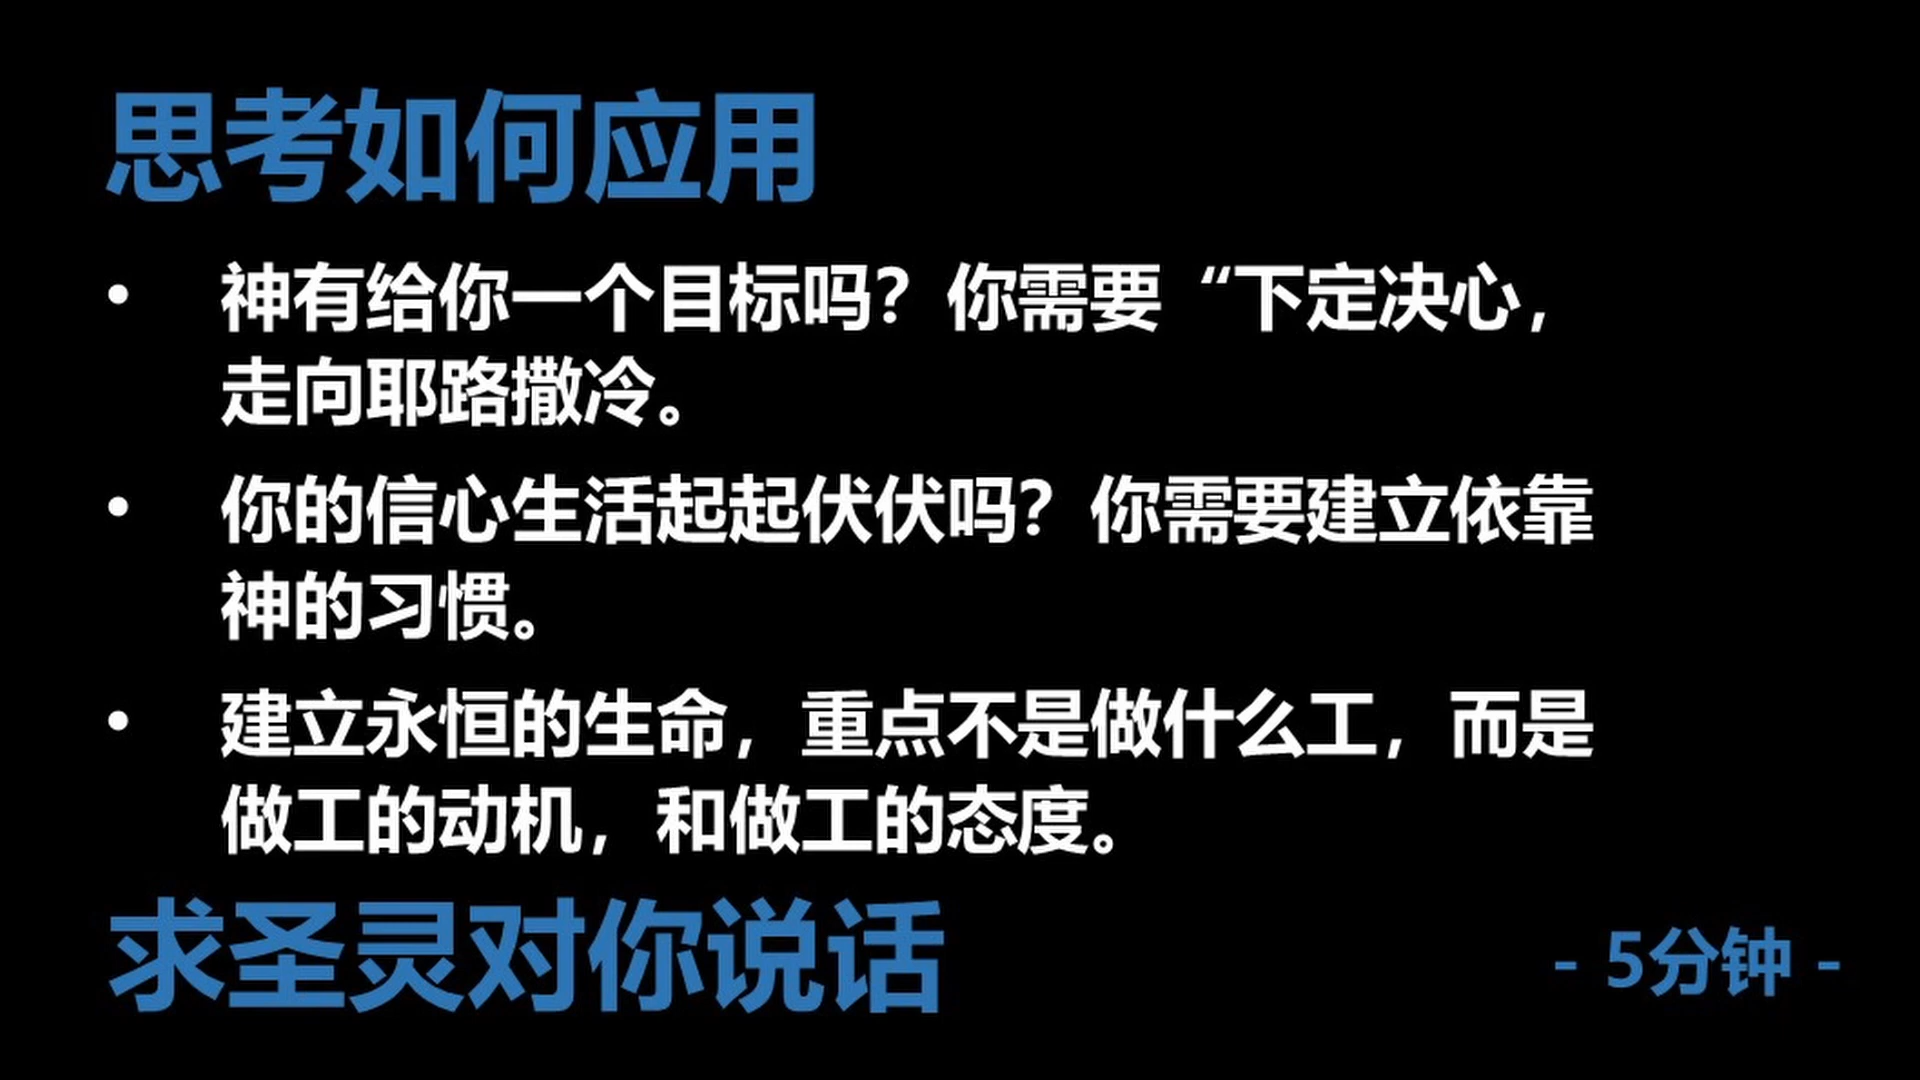 思考如何应用
• 神有给你一个目标吗？你需要“下定决心，
走向耶路撒冷。
• 你的信心生活起起伏伏吗？你需要建立依靠
神的习惯。
• 建立永恒的生命，重点不是做什么工，而是
做工的动机，和做工的态度。
求圣灵对你说话
- 5分钟 -